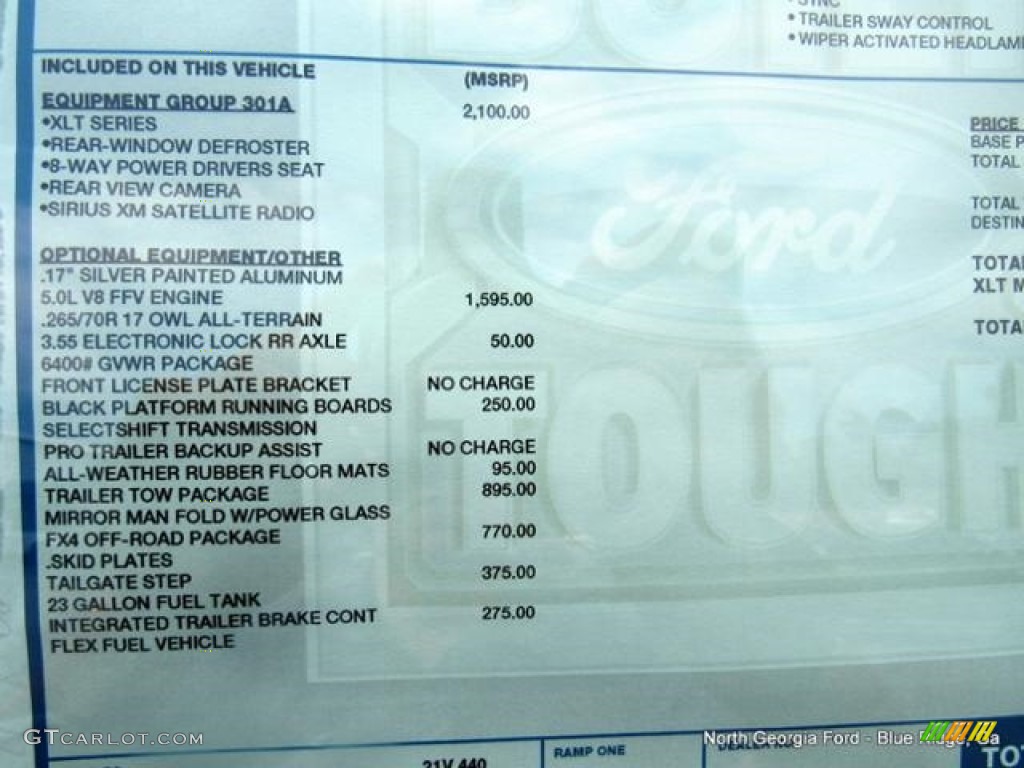 • SYNC
• TRAILER SWAY CONTROL
• WIPER ACTIVATED HEADLAM
INCLUDED ON THIS VEHICLE (MSRP)
EQUIPMENT GROUP 301A 2,100.00
•XLT SERIES
•REAR-WINDOW DEFROSTER
•8-WAY POWER DRIVERS SEAT
•REAR VIEW CAMERA
•SIRIUS XM SATELLITE RADIO
OPTIONAL EQUIPMENT/OTHER
.17" SILVER PAINTED ALUMINUM
5.0L V8 FFV ENGINE 1,595.00
.265/70R 17 OWL ALL-TERRAIN
3.55 ELECTRONIC LOCK RR AXLE 50.00
6400# GVWR PACKAGE
FRONT LICENSE PLATE BRACKET NO CHARGE
BLACK PLATFORM RUNNING BOARDS 250.00
SELECTSHIFT TRANSMISSION
PRO TRAILER BACKUP ASSIST NO CHARGE
ALL-WEATHER RUBBER FLOOR MATS 95.00
TRAILER TOW PACKAGE 895.00
MIRROR MAN FOLD W/POWER GLASS
FX4 OFF-ROAD PACKAGE 770.00
.SKID PLATES
TAILGATE STEP 375.00
23 GALLON FUEL TANK
INTEGRATED TRAILER BRAKE CONT 275.00
FLEX FUEL VEHICLE
PRICE
BASE P
TOTAL
TOTAL
DESTIN
TOTAL
XLT M
TOTA
Ford
TOUGH
RAMP ONE
TO
GTCARLOT.COM
North Georgia Ford - Blue Ridge, Ga